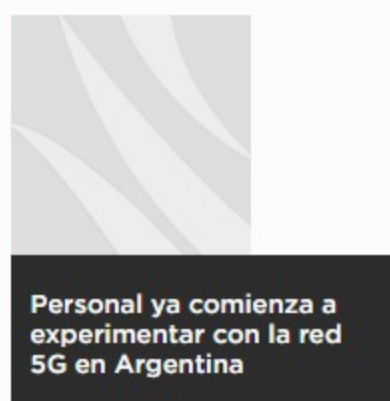 Personal ya comienza a
experimentar con la red
5G en Argentina